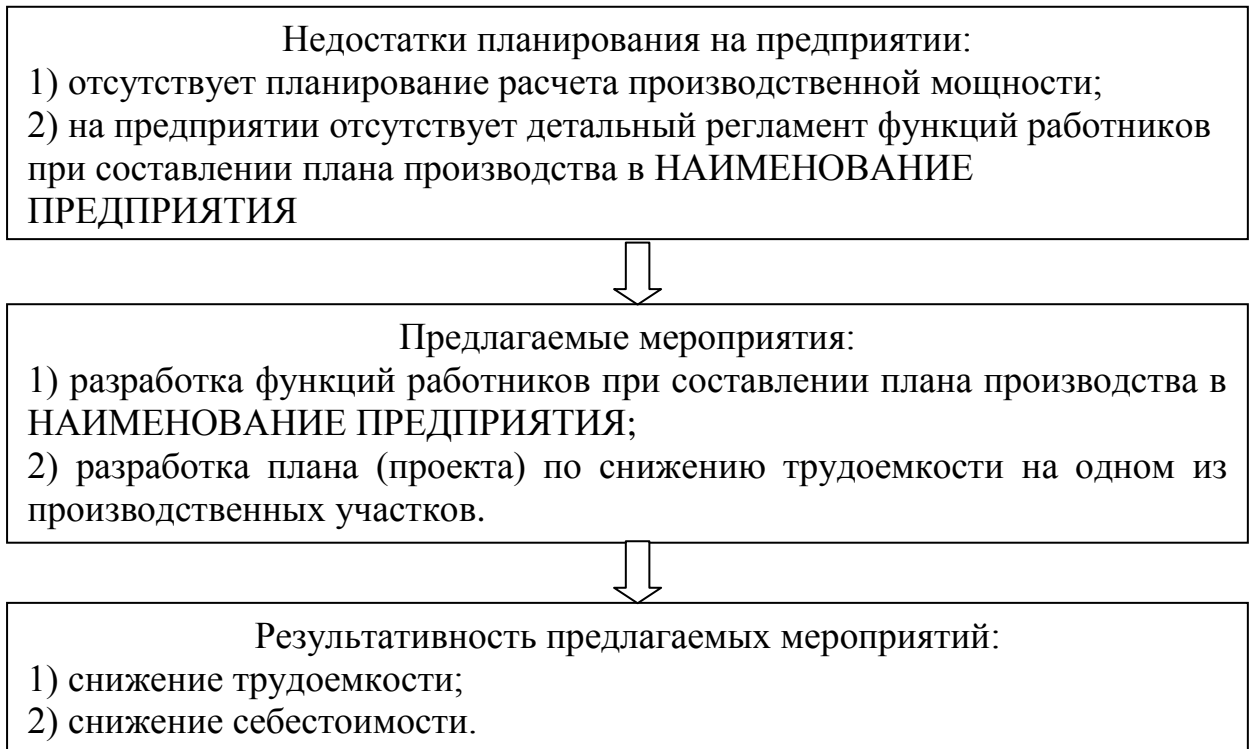 Недостатки планирования на предприятии:
1) отсутствует планирование расчета производственной мощности;
2) на предприятии отсутствует детальный регламент функций работников
при составлении плана производства в НАИМЕНОВАНИЕ
ПРЕДПРИЯТИЯ
Предлагаемые мероприятия:
1) разработка функций работников при составлении плана производства в
НАИМЕНОВАНИЕ ПРЕДПРИЯТИЯ;
2) разработка плана (проекта) по снижению трудоемкости на одном из
производственных участков.
Результативность предлагаемых мероприятий:
1) снижение трудоемкости;
2) снижение себестоимости.